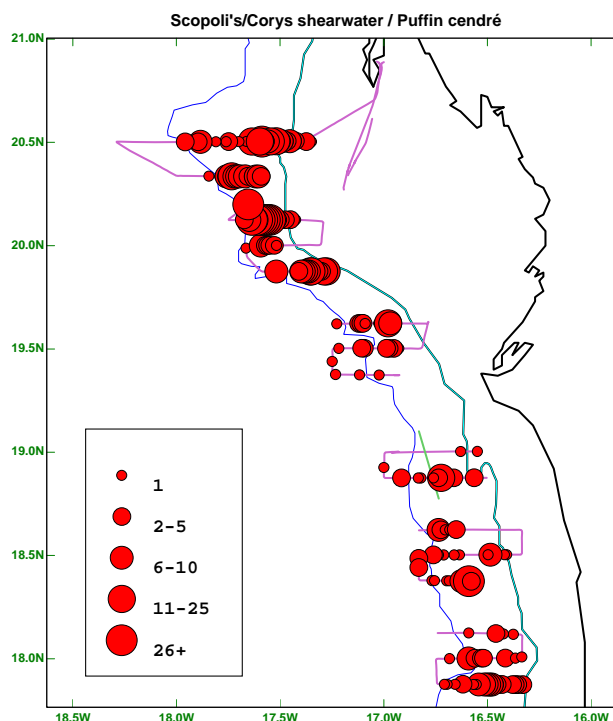 Scopoli's/Corys shearwater / Puffin cendré
21.0N
20.5N
20.0N
19.5N
19.0N
18.5N
18.0N
1
2-5
6-10
11-25
26+
18.5W
18.0W
17.5W
17.0W
16.5W
16.0W